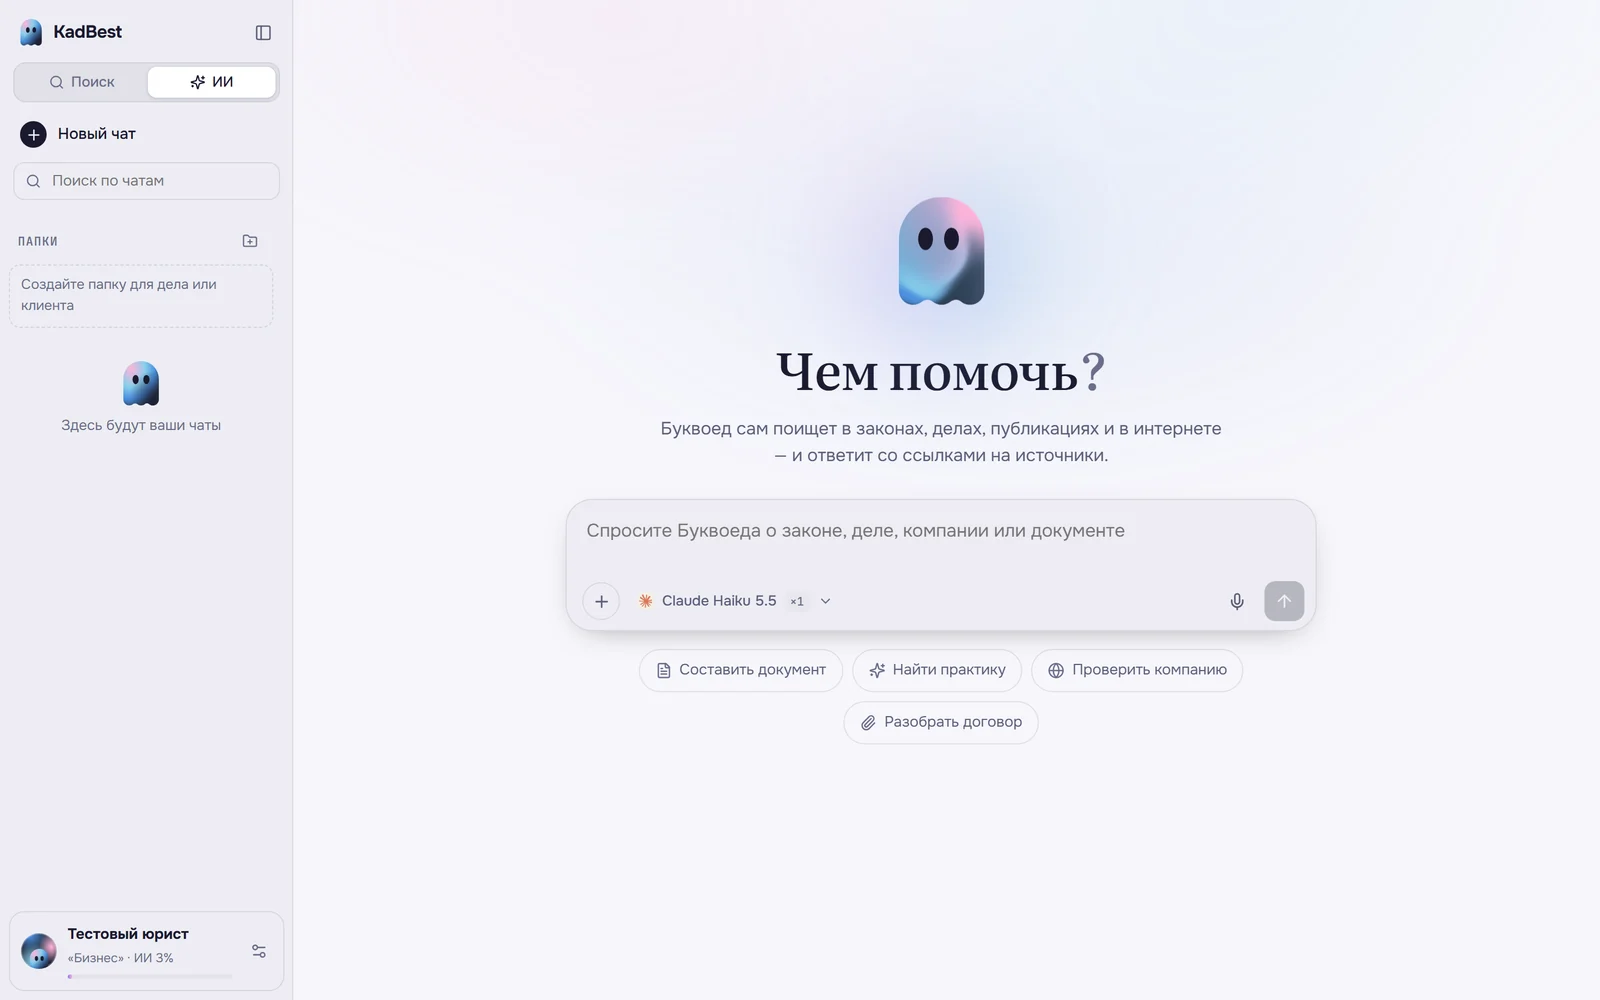 KadBest
Поиск
ИИ
Новый чат
Поиск по чатам
ПАПКИ
Создайте папку для дела или
клиента
Здесь будут ваши чаты
Тестовый юрист
«Бизнес» · ИИ 3%
Чем помочь?
Буквоед сам поищет в законах, делах, публикациях и в интернете
— и ответит со ссылками на источники.
Спросите Буквоеда о законе, деле, компании или документе
Claude Haiku 5.5 ×1
Составить документ
Найти практику
Проверить компанию
Разобрать договор